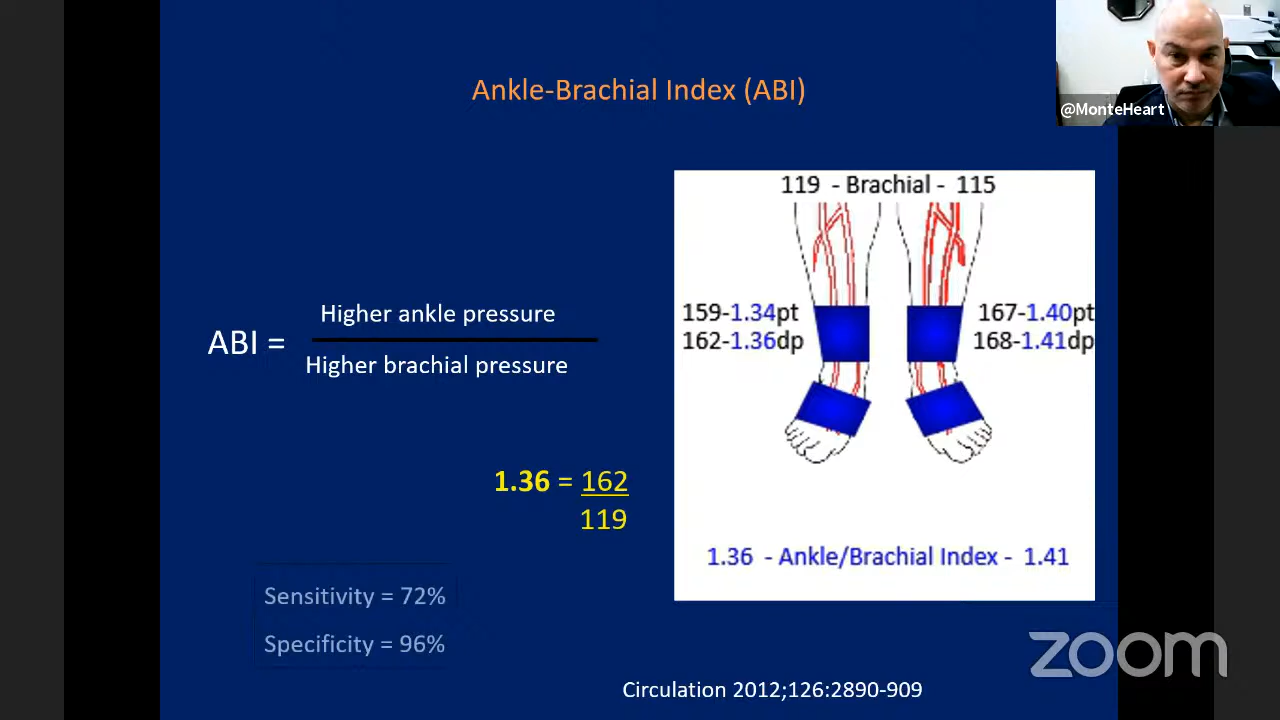 Ankle-Brachial Index (ABI)
@MonteHeart
119 - Brachial - 115
159-1.34pt
162-1.36dp
167-1.40pt
168-1.41dp
Higher ankle pressure
ABI =
Higher brachial pressure
1.36 = 162
119
1.36 - Ankle/Brachial Index - 1.41
Sensitivity = 72%
Specificity = 96%
zoom
Circulation 2012;126:2890-909